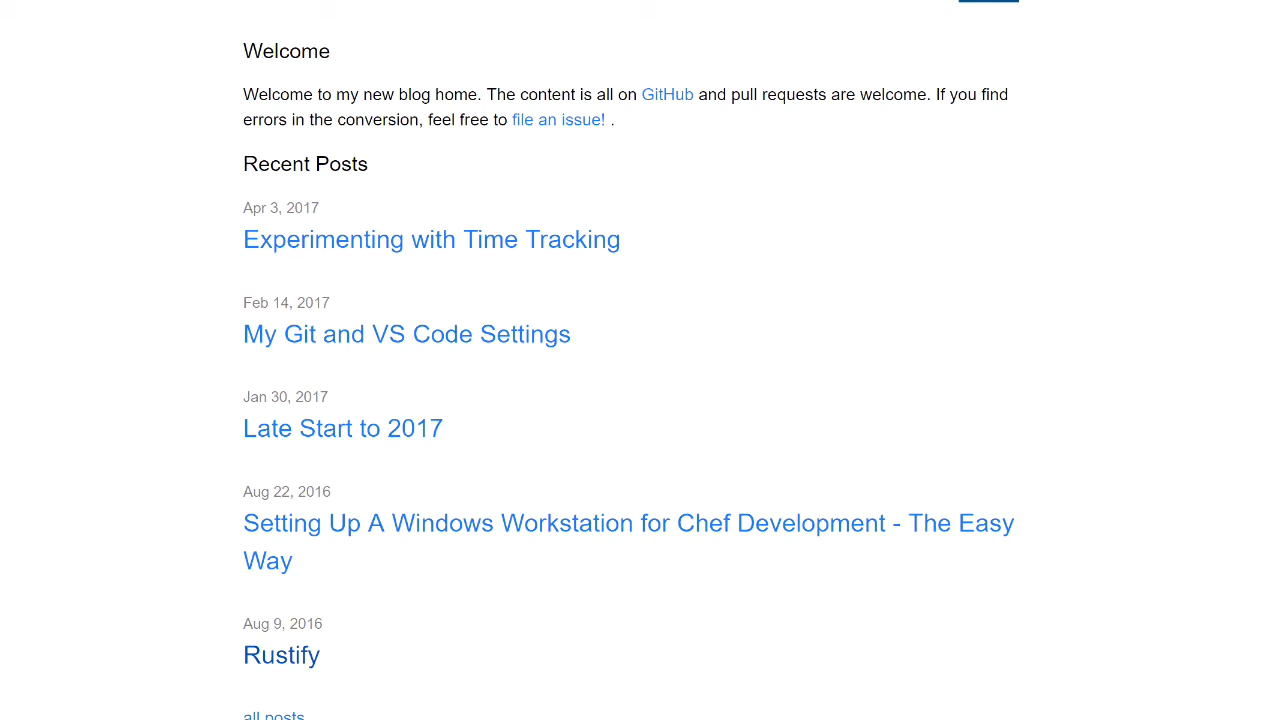 Welcome
Welcome to my new blog home. The content is all on GitHub and pull requests are welcome. If you find
errors in the conversion, feel free to file an issue! .
Recent Posts
Apr 3, 2017
Experimenting with Time Tracking
Feb 14, 2017
My Git and VS Code Settings
Jan 30, 2017
Late Start to 2017
Aug 22, 2016
Setting Up A Windows Workstation for Chef Development - The Easy
Way
Aug 9, 2016
Rustify
all posts